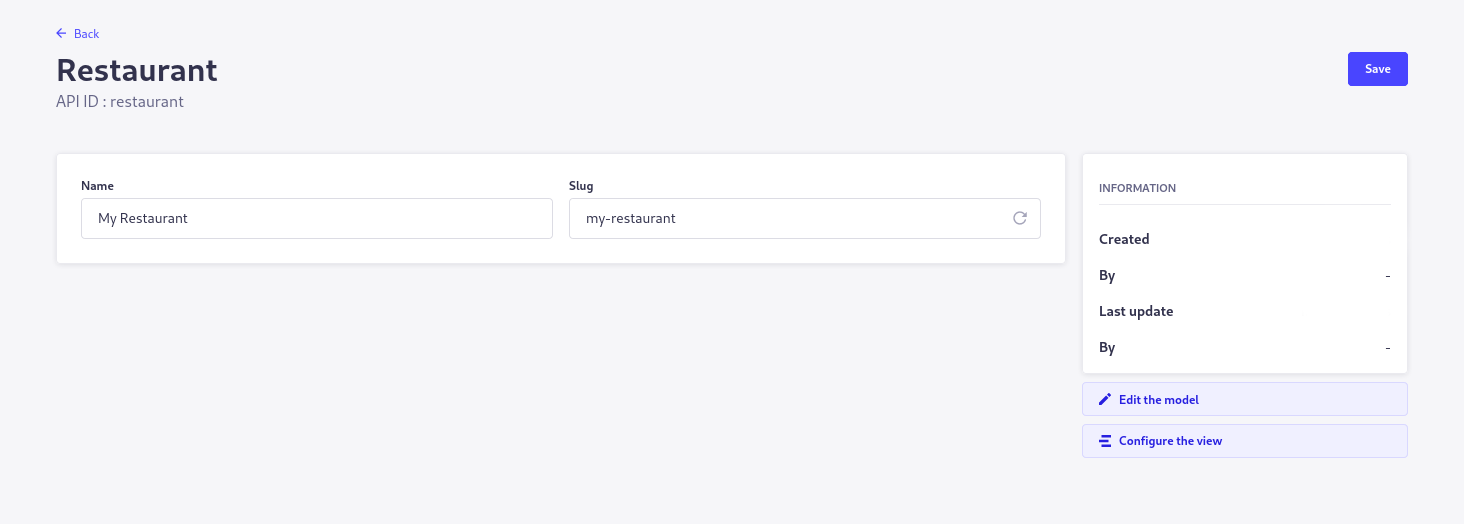 Back
Restaurant
Save
API ID : restaurant
Name
Slug
My Restaurant
my-restaurant
INFORMATION
Created
By -
Last update
By -
Edit the model
Configure the view